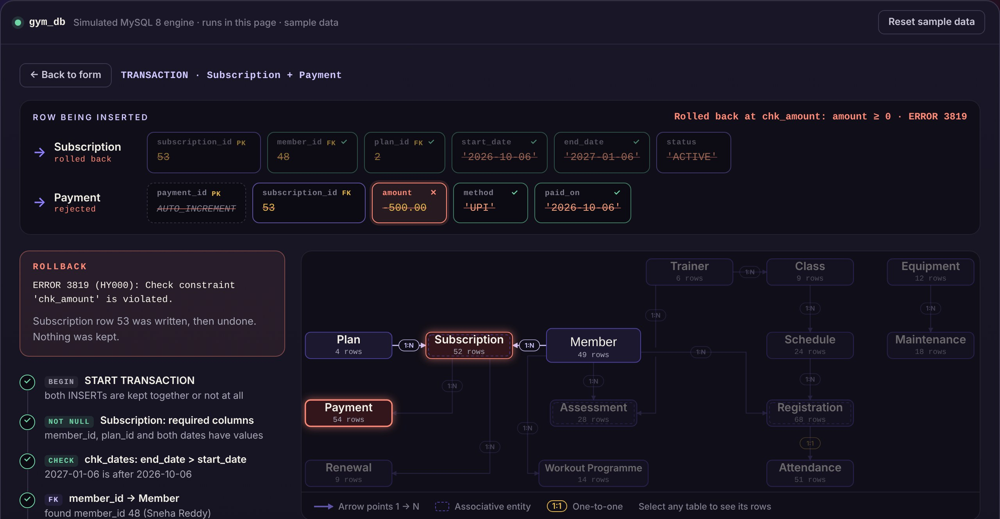 gym_db Simulated MySQL 8 engine · runs in this page · sample data
Reset sample data
← Back to form
TRANSACTION · Subscription + Payment
ROW BEING INSERTED
Rolled back at chk_amount: amount ≥ 0 · ERROR 3819
→ Subscription
rolled back
subscription_id PK
53
member_id FK ✓
48
plan_id FK ✓
2
start_date ✓
'2026-10-06'
end_date ✓
'2027-01-06'
status
'ACTIVE'
→ Payment
rejected
payment_id PK
AUTO_INCREMENT
subscription_id FK
53
amount ✕
-500.00
method ✓
'UPI'
paid_on ✓
'2026-10-06'
ROLLBACK
ERROR 3819 (HY000): Check constraint
'chk_amount' is violated.
Subscription row 53 was written, then undone.
Nothing was kept.
✓ BEGIN START TRANSACTION
both INSERTs are kept together or not at all
✓ NOT NULL Subscription: required columns
member_id, plan_id and both dates have values
✓ CHECK chk_dates: end_date > start_date
2027-01-06 is after 2026-10-06
✓ FK member_id → Member
found member_id 48 (Sneha Reddy)
Trainer
6 rows
1:N
Class
9 rows
Equipment
12 rows
1:N
1:N
1:N
Plan
4 rows
1:N
Subscription
52 rows
1:N
Member
49 rows
1:N
Schedule
24 rows
Maintenance
18 rows
1:N
1:N
1:N
Payment
54 rows
Assessment
28 rows
Registration
68 rows
1:N
1:N
1:1
Renewal
9 rows
Workout Programme
14 rows
Attendance
51 rows
Arrow points 1 → N
Associative entity
1:1 One-to-one
Select any table to see its rows